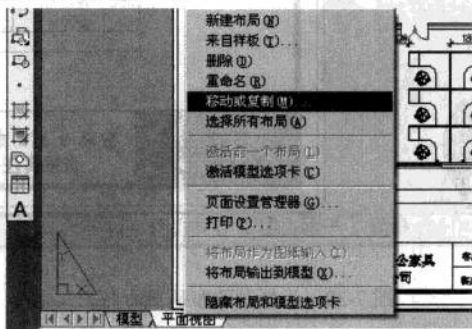 新建布局(N)
来自样板(T)...
删除(D)
重命名(R)
移动或复制(M)...
选择所有布局(A)
激活前一个布局(L)
激活模型选项卡(C)
页面设置管理器(G)...
打印(P)...
将布局作为图纸输入(I)...
将布局输出到模型(X)...
隐藏布局和模型选项卡
A
公家具
司
模型
平面视图